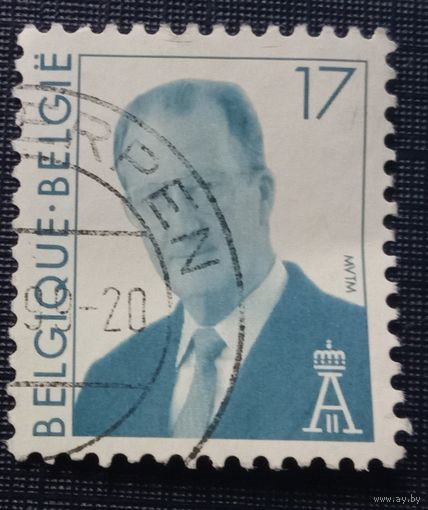 17
BELGIQUE·BELGIË
RPEN
-20
MVTM
A II
www.ay.by